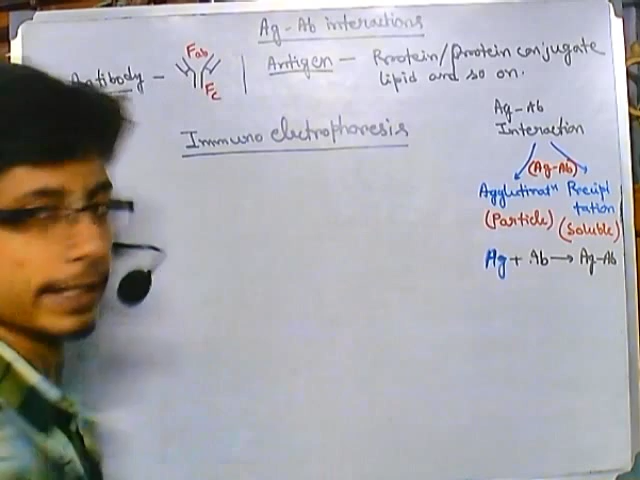 Ag-Ab interactions
Antibody -
Fab
Fc
Antigen - Protein/protein conjugate
lipid and so on.
Immuno electrophoresis
Ag-Ab
Interaction
(Ag-Ab)
Agglutinatⁿ Precipi
tation
(Particle) (Soluble)
Ag + Ab → Ag-Ab